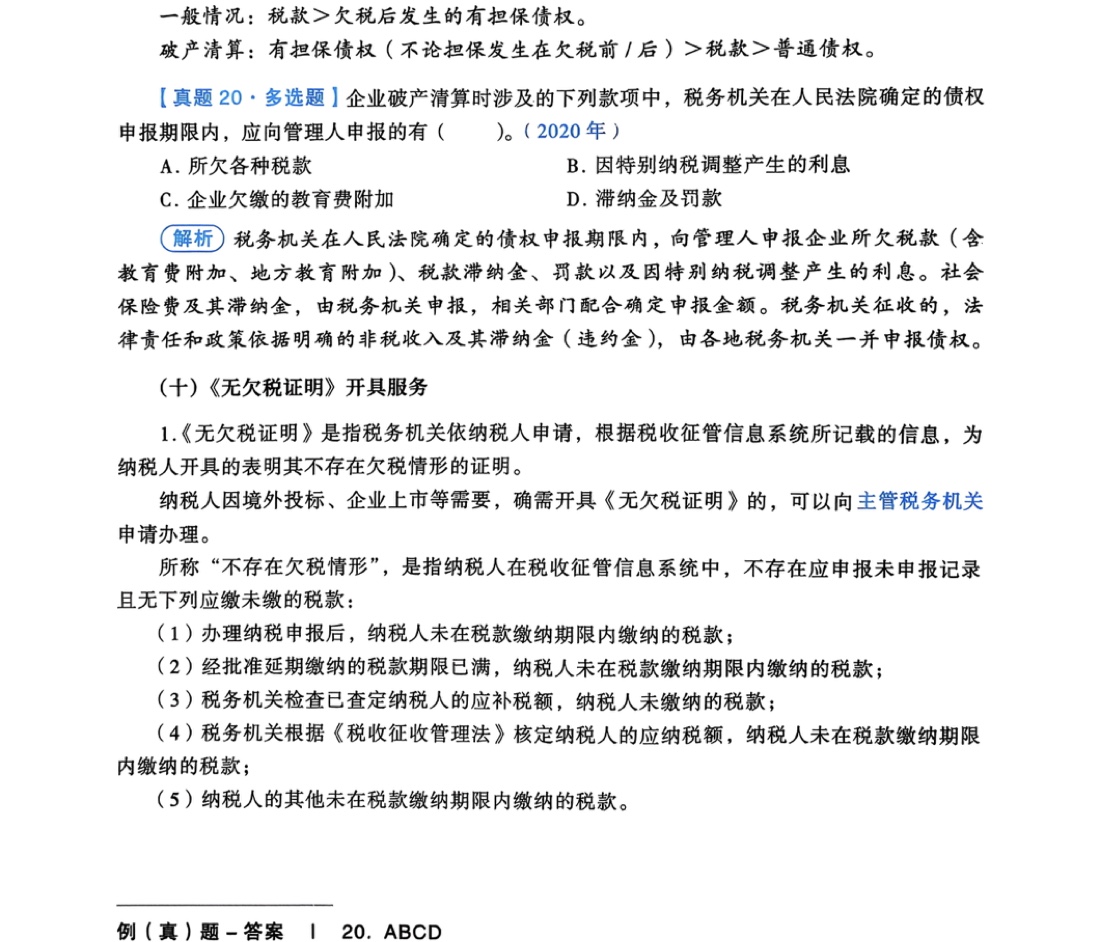 一般情况：税款＞欠税后发生的有担保债权。
破产清算：有担保债权（不论担保发生在欠税前/后）＞税款＞普通债权。
【真题20·多选题】企业破产清算时涉及的下列款项中，税务机关在人民法院确定的债权
申报期限内，应向管理人申报的有（　　）。（2020年）
A. 所欠各种税款　　B. 因特别纳税调整产生的利息
C. 企业欠缴的教育费附加　　D. 滞纳金及罚款
解析 税务机关在人民法院确定的债权申报期限内，向管理人申报企业所欠税款（含
教育费附加、地方教育附加）、税款滞纳金、罚款以及因特别纳税调整产生的利息。社会
保险费及其滞纳金，由税务机关申报，相关部门配合确定申报金额。税务机关征收的，法
律责任和政策依据明确的非税收入及其滞纳金（违约金），由各地税务机关一并申报债权。
（十）《无欠税证明》开具服务
1.《无欠税证明》是指税务机关依纳税人申请，根据税收征管信息系统所记载的信息，为
纳税人开具的表明其不存在欠税情形的证明。
纳税人因境外投标、企业上市等需要，确需开具《无欠税证明》的，可以向主管税务机关
申请办理。
所称“不存在欠税情形”，是指纳税人在税收征管信息系统中，不存在应申报未申报记录
且无下列应缴未缴的税款：
（1）办理纳税申报后，纳税人未在税款缴纳期限内缴纳的税款；
（2）经批准延期缴纳的税款期限已满，纳税人未在税款缴纳期限内缴纳的税款；
（3）税务机关检查已查定纳税人的应补税额，纳税人未缴纳的税款；
（4）税务机关根据《税收征收管理法》核定纳税人的应纳税额，纳税人未在税款缴纳期限
内缴纳的税款；
（5）纳税人的其他未在税款缴纳期限内缴纳的税款。
例（真）题－答案 | 20. ABCD